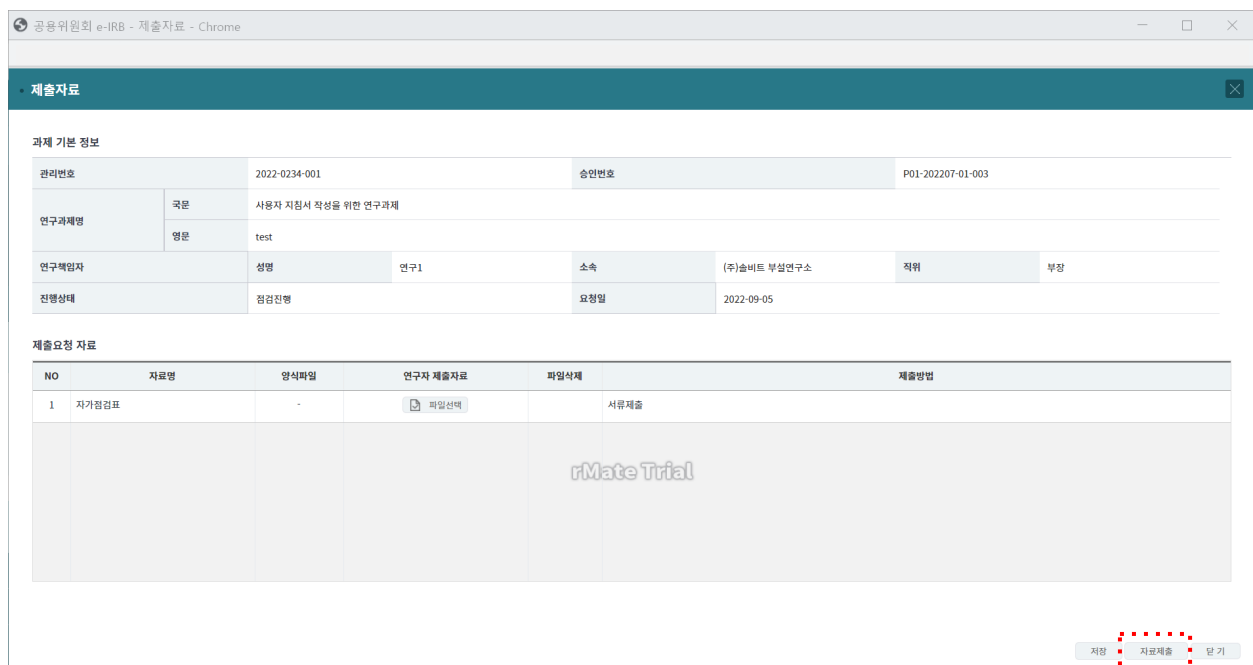 공용위원회 e-IRB - 제출자료 - Chrome
제출자료
과제 기본 정보
관리번호 2022-0234-001 승인번호 P01-202207-01-003
연구과제명 국문 사용자 지침서 작성을 위한 연구과제
영문 test
연구책임자 성명 연구1 소속 (주)솔비트 부설연구소 직위 부장
진행상태 점검진행 요청일 2022-09-05
제출요청 자료
NO 자료명 양식파일 연구자 제출자료 파일삭제 제출방법
1 자가점검표 - 파일선택 서류제출
rMate Trial
저장 자료제출 닫 기